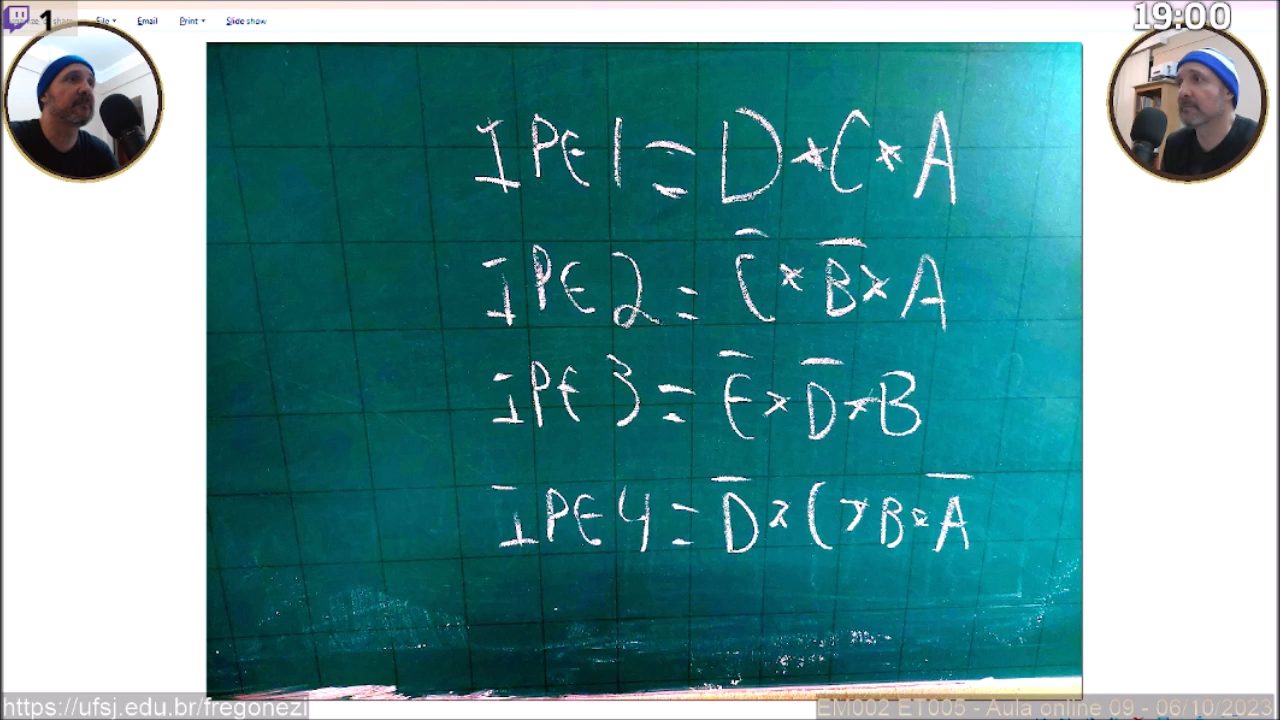 1
19:00
File Email Print Slide show
IPE1=D*C*A
IPE2=C̅*B̅*A
IPE3=E̅*D̅*B
IPE4=D̅*C*B*A̅
https://ufsj.edu.br/fregonezi
EM002 ET005 - Aula online 09 - 06/10/2023